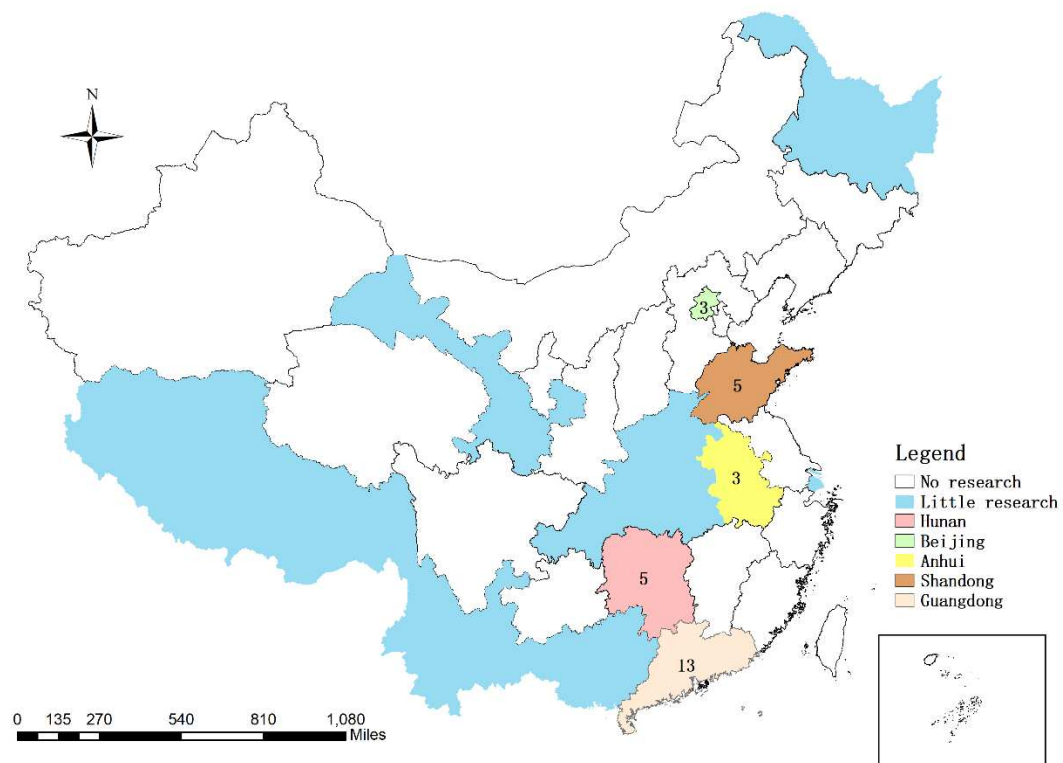 N
3
5
3
5
13
Legend
No research
Little research
Hunan
Beijing
Anhui
Shandong
Guangdong
0 135 270 540 810 1,080
Miles